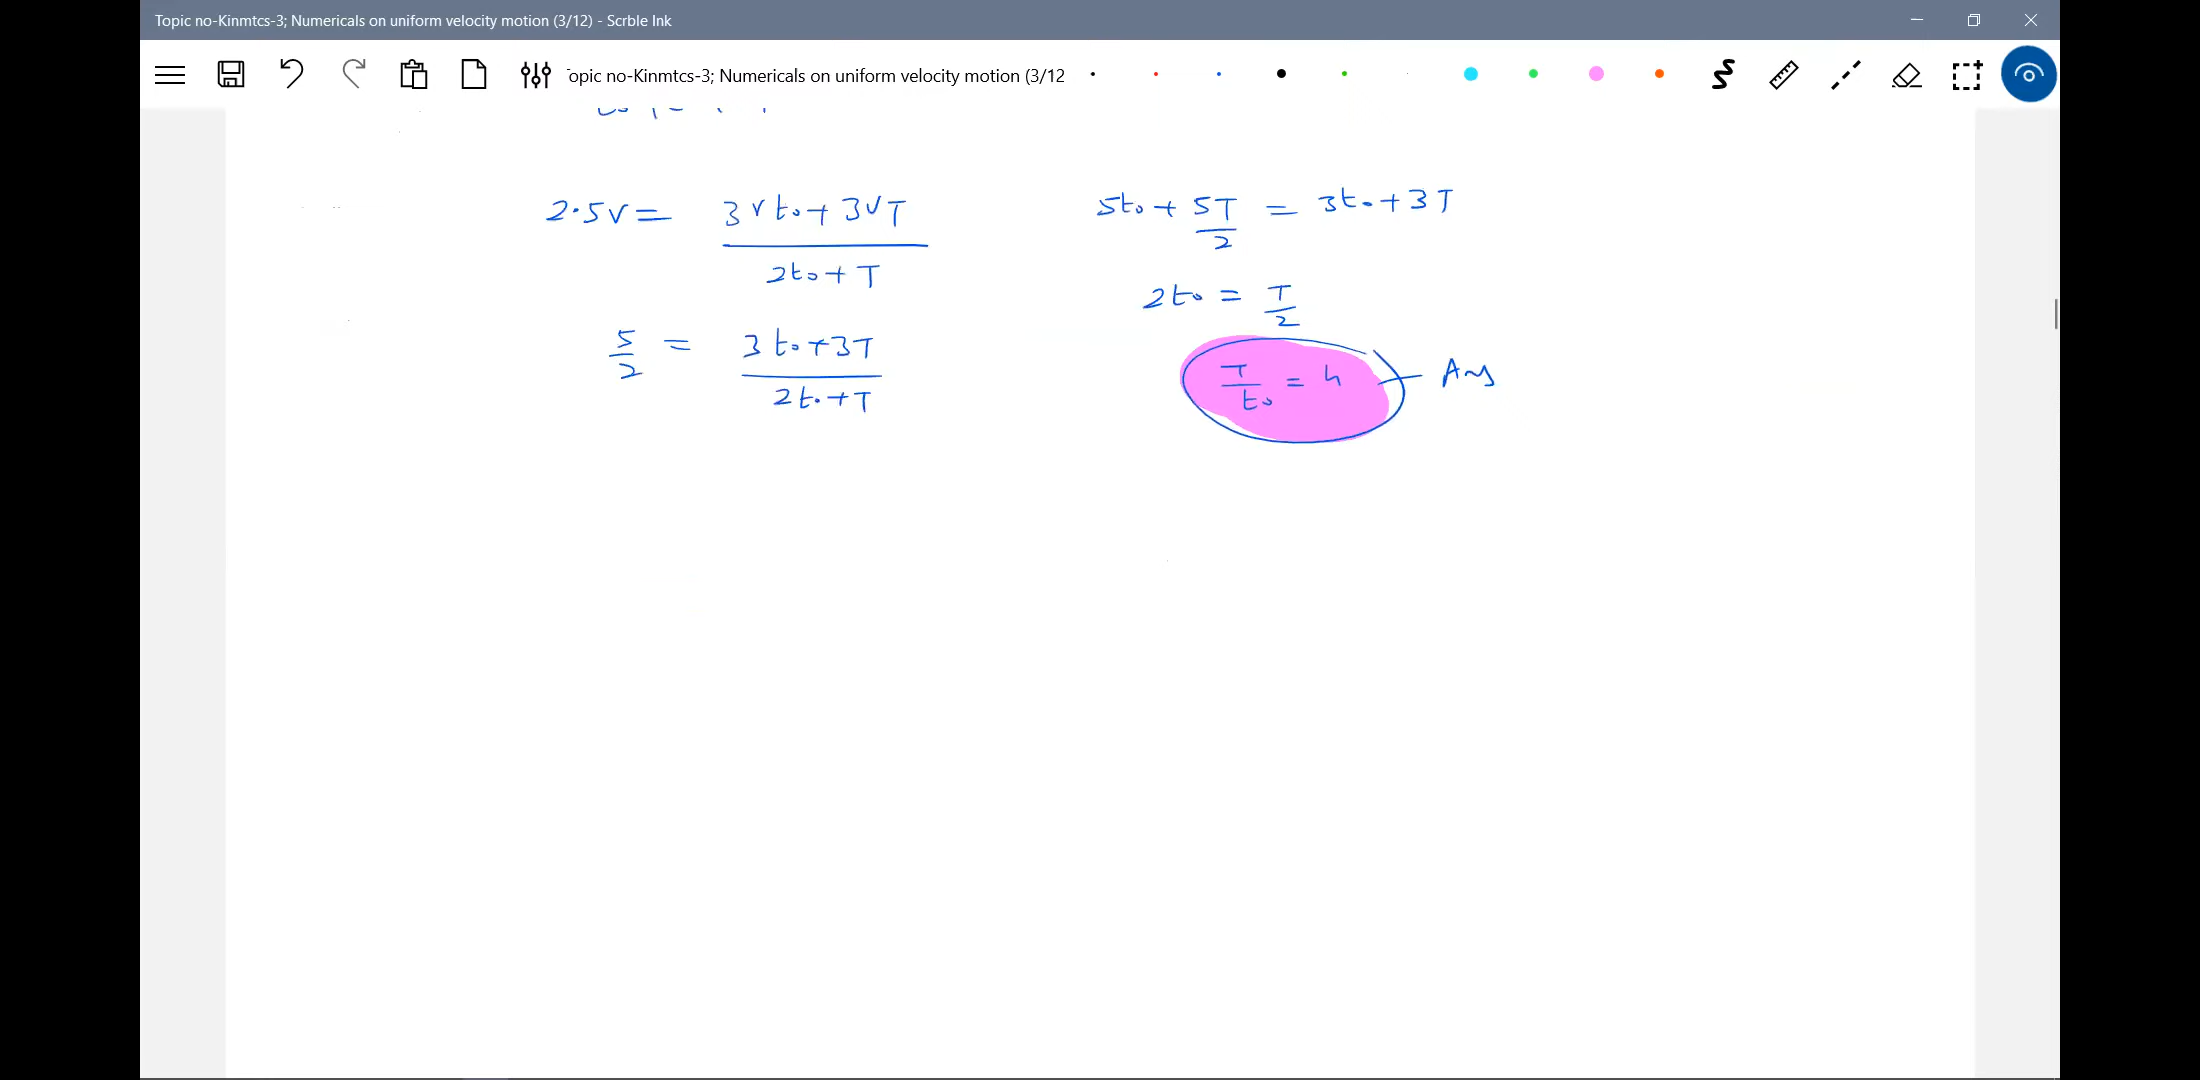 Topic no-Kinmtcs-3; Numericals on uniform velocity motion (3/12) - Scrble Ink
opic no-Kinmtcs-3; Numericals on uniform velocity motion (3/12
2.5v = (3vt₀ + 3vT)/(2t₀ + T)
5/2 = (3t₀ + 3T)/(2t₀ + T)
5t₀ + 5T/2 = 3t₀ + 3T
2t₀ = T/2
T/t₀ = 4 — Ans